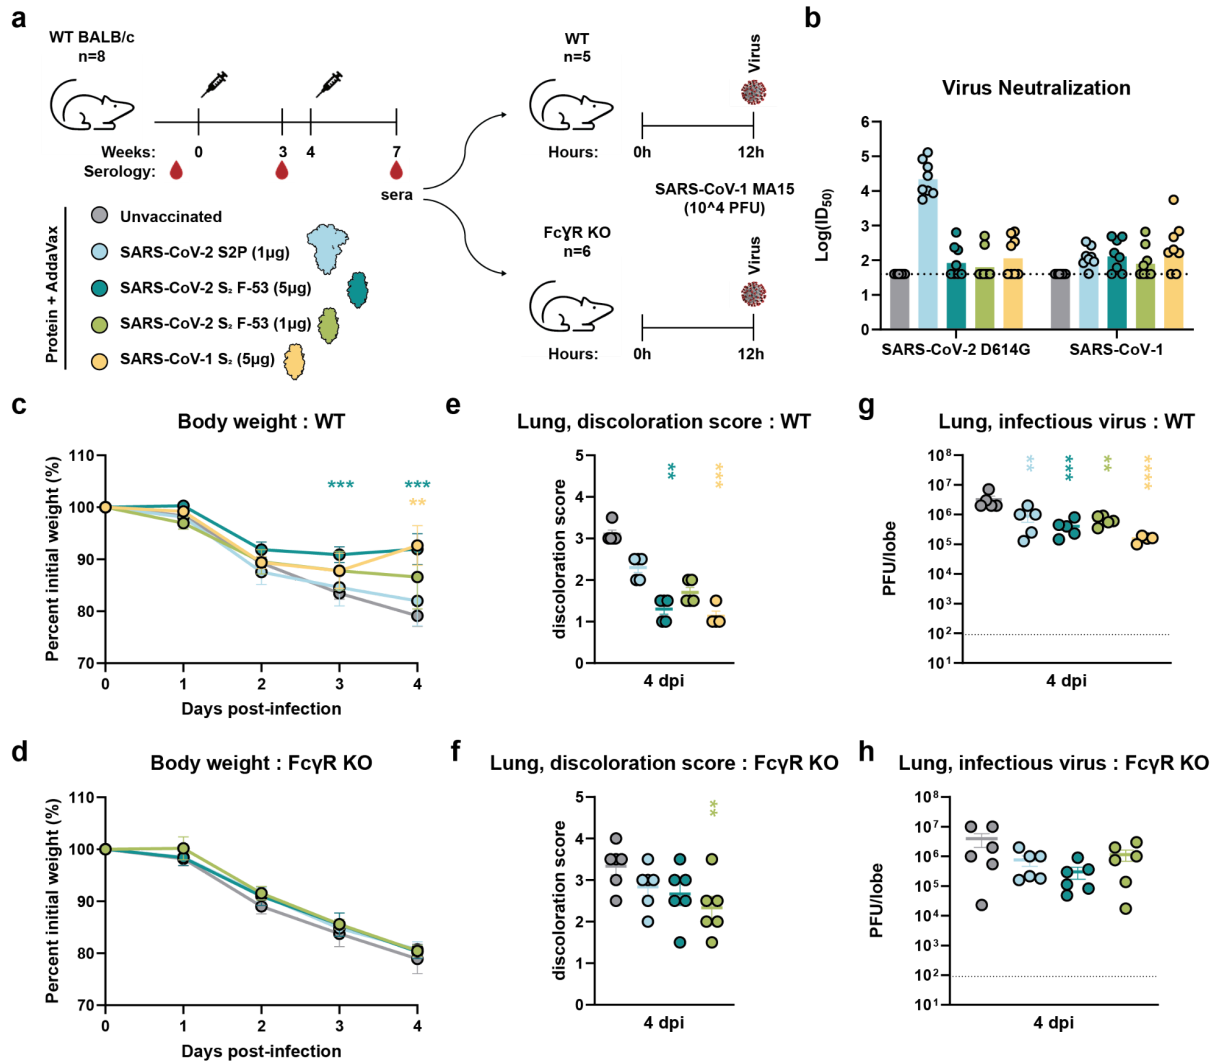 a
WT BALB/c
n=8
Weeks: 0 3 4 7
Serology:
sera
Protein + AddaVax
Unvaccinated
SARS-CoV-2 S2P (1µg)
SARS-CoV-2 S₂ F-53 (5µg)
SARS-CoV-2 S₂ F-53 (1µg)
SARS-CoV-1 S₂ (5µg)
WT
n=5
Virus
Hours: 0h 12h
SARS-CoV-1 MA15
(10^4 PFU)
FcɣR KO
n=6
Virus
Hours: 0h 12h
b
Virus Neutralization
Log(ID50)
6
5
4
3
2
1
0
SARS-CoV-2 D614G SARS-CoV-1
c
Body weight : WT
Percent initial weight (%)
110
100
90
80
70
*** ***
**
0 1 2 3 4
Days post-infection
e
Lung, discoloration score : WT
discoloration score
5
4
3
2
1
0
** ***
4 dpi
g
Lung, infectious virus : WT
PFU/lobe
10⁸
10⁷
10⁶
10⁵
10⁴
10³
10²
10¹
** *** ** ****
4 dpi
d
Body weight : FcγR KO
Percent initial weight (%)
110
100
90
80
70
0 1 2 3 4
Days post-infection
f
Lung, discoloration score : FcγR KO
discoloration score
5
4
3
2
1
0
**
4 dpi
h
Lung, infectious virus : FcγR KO
PFU/lobe
10⁸
10⁷
10⁶
10⁵
10⁴
10³
10²
10¹
4 dpi